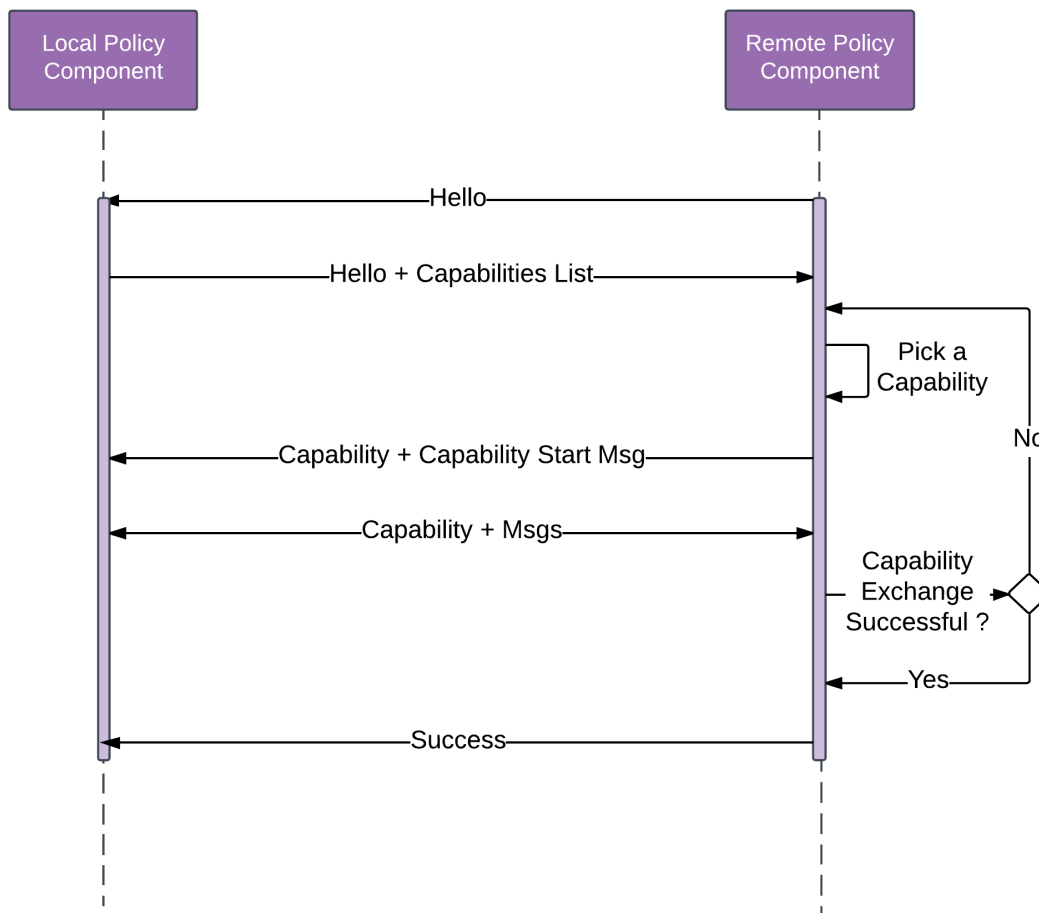 Local Policy
Component
Remote Policy
Component
Hello
Hello + Capabilities List
Pick a
Capability
No
Capability + Capability Start Msg
Capability + Msgs
Capability
Exchange
Successful ?
Yes
Success